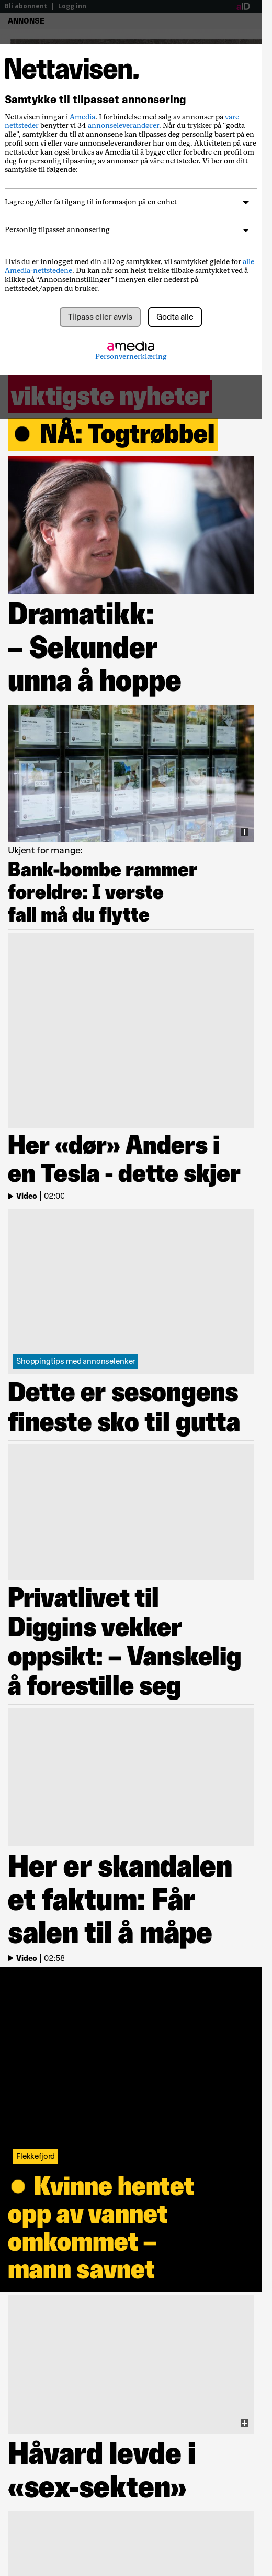 Bli abonnent | Logg inn
aID
ANNONSE
Nettavisen.
Samtykke til tilpasset annonsering
Nettavisen inngår i Amedia. I forbindelse med salg av annonser på våre
nettsteder benytter vi 34 annonseleverandører. Når du trykker på "godta
alle", samtykker du til at annonsene kan tilpasses deg personlig basert på en
profil som vi eller våre annonseleverandører har om deg. Aktiviteten på våre
nettsteder kan også brukes av Amedia til å bygge eller forbedre en profil om
deg for personlig tilpasning av annonser på våre nettsteder. Vi ber om ditt
samtykke til følgende:
Lagre og/eller få tilgang til informasjon på en enhet
Personlig tilpasset annonsering
Hvis du er innlogget med din aID og samtykker, vil samtykket gjelde for alle
Amedia-nettstedene. Du kan når som helst trekke tilbake samtykket ved å
klikke på “Annonseinnstillinger” i menyen eller nederst på
nettstedet/appen du bruker.
Tilpass eller avvis
Godta alle
amedia
Personvernerklæring
viktigste nyheter
● NÅ: Togtrøbbel
Dramatikk:
– Sekunder
unna å hoppe
Ukjent for mange:
Bank-bombe rammer
foreldre: I verste
fall må du flytte
Her «dør» Anders i
en Tesla - dette skjer
Video | 02:00
Shoppingtips med annonselenker
Dette er sesongens
fineste sko til gutta
Privatlivet til
Diggins vekker
oppsikt: – Vanskelig
å forestille seg
Her er skandalen
et faktum: Får
salen til å måpe
Video | 02:58
Flekkefjord
● Kvinne hentet
opp av vannet
omkommet –
mann savnet
Håvard levde i
«sex-sekten»